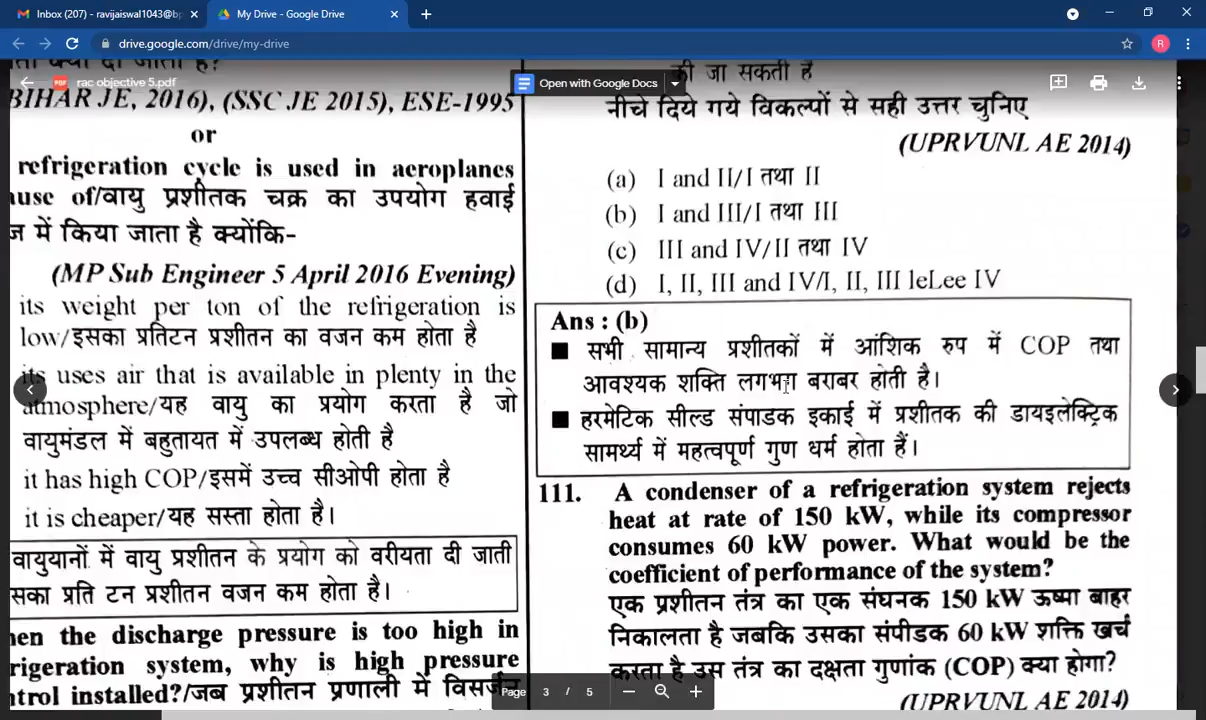 Inbox (207) - ravijaiswal1043@bp
My Drive - Google Drive
drive.google.com/drive/my-drive
R
rac objective 5.pdf
Open with Google Docs
BIHAR JE, 2016), (SSC JE 2015), ESE-1995
or
refrigeration cycle is used in aeroplanes
use of/वायु प्रशीतक चक्र का उपयोग हवाई
ज में किया जाता है क्योंकि-
(MP Sub Engineer 5 April 2016 Evening)
its weight per ton of the refrigeration is
low/इसका प्रतिटन प्रशीतन का वजन कम होता है
its uses air that is available in plenty in the
atmosphere/यह वायु का प्रयोग करता है जो
वायुमंडल में बहुतायत में उपलब्ध होती है
it has high COP/इसमें उच्च सीओपी होता है
it is cheaper/यह सस्ता होता है।
वायुयानों में वायु प्रशीतन के प्रयोग को वरीयता दी जाती
सका प्रति टन प्रशीतन वजन कम होता है।
en the discharge pressure is too high in
rigeration system, why is high pressure
ntrol installed?/जब प्रशीतन प्रणाली में विसर्जन
की जा सकती हैं
नीचे दिये गये विकल्पों से सही उत्तर चुनिए
(UPRVUNL AE 2014)
(a) I and II/I तथा II
(b) I and III/I तथा III
(c) III and IV/II तथा IV
(d) I, II, III and IV/I, II, III leLee IV
Ans : (b)
■ सभी सामान्य प्रशीतकों में आंशिक रुप में COP तथा
आवश्यक शक्ति लगभग बराबर होती है।
■ हरमेटिक सील्ड संपाडक इकाई में प्रशीतक की डायइलेक्ट्रिक
सामर्थ्य में महत्वपूर्ण गुण धर्म होता हैं।
111. A condenser of a refrigeration system rejects
heat at rate of 150 kW, while its compressor
consumes 60 kW power. What would be the
coefficient of performance of the system?
एक प्रशीतन तंत्र का एक संघनक 150 kW ऊष्मा बाहर
निकालता है जबकि उसका संपीडक 60 kW शक्ति खर्च
करता है उस तंत्र का दक्षता गुणांक (COP) क्या होगा?
(UPRVUNL AE 2014)
Page 3 / 5